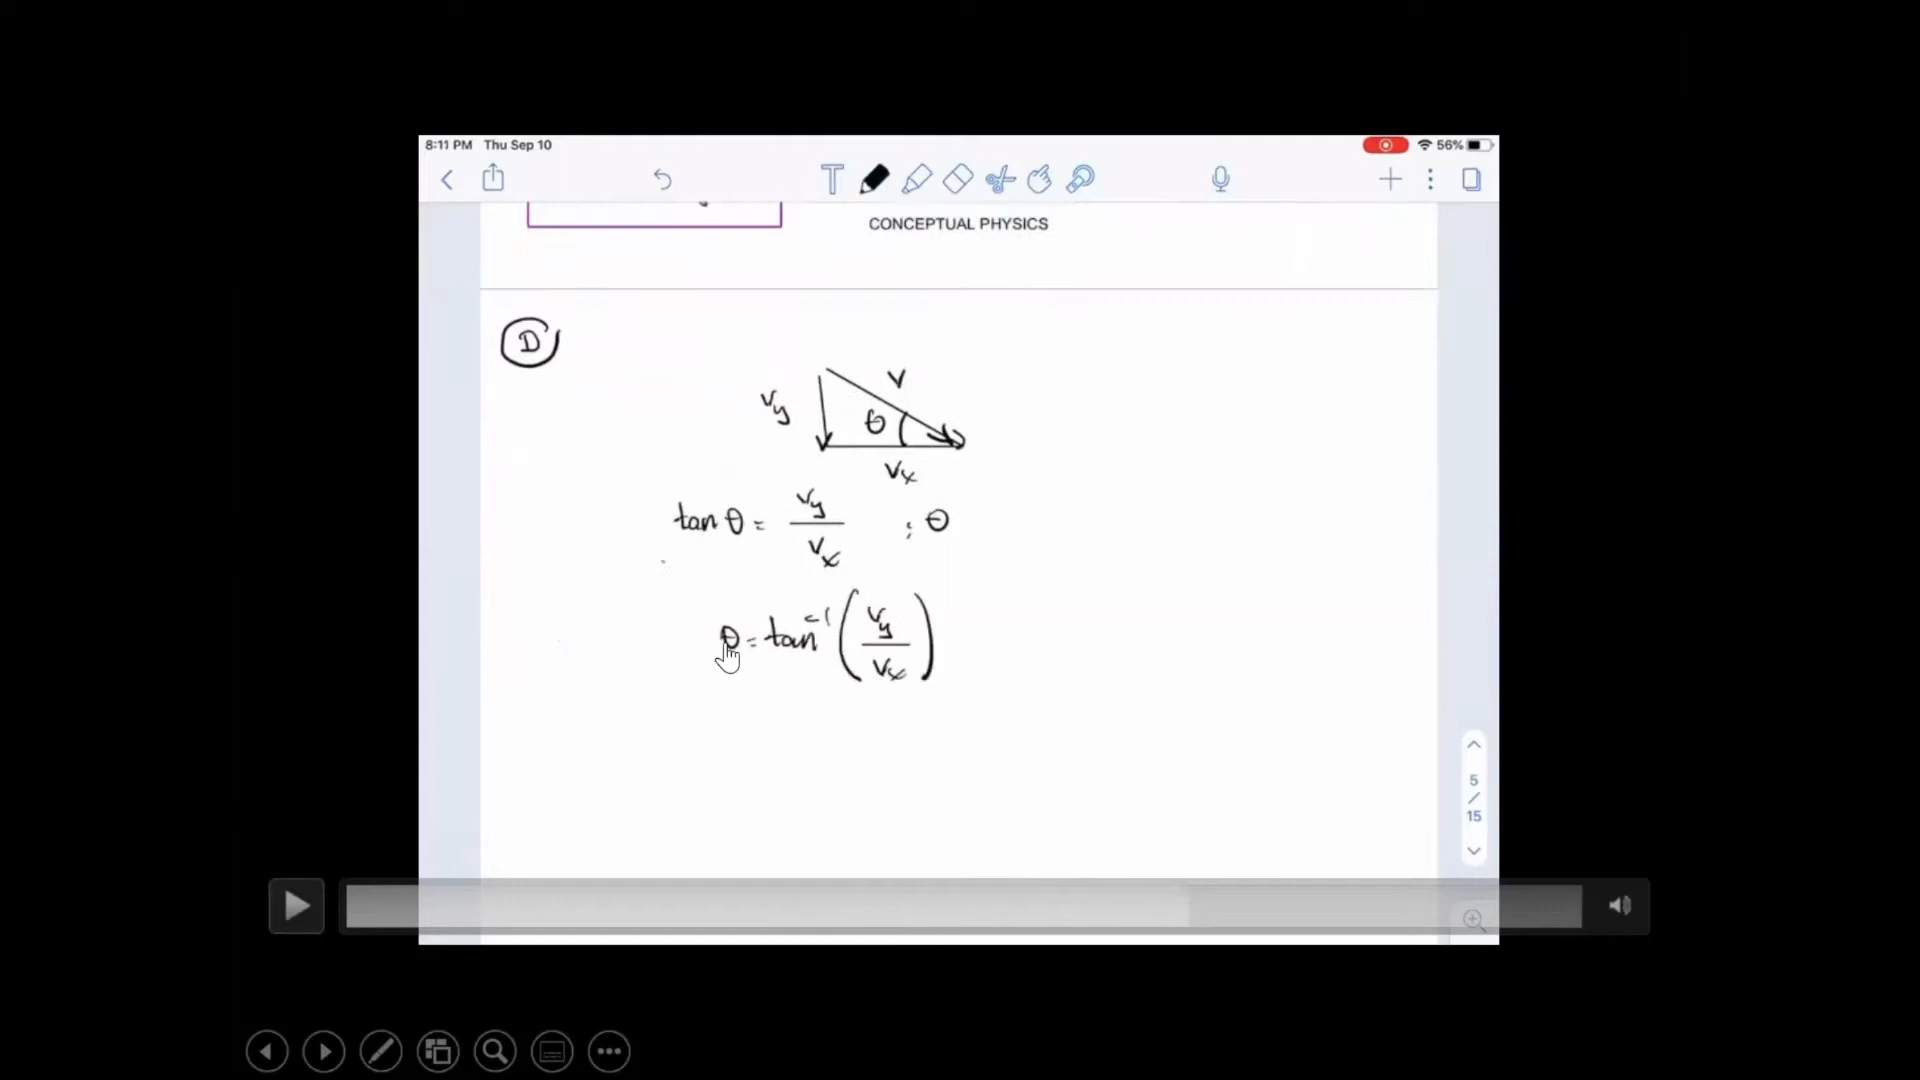 8:11 PM Thu Sep 10
56%
T
CONCEPTUAL PHYSICS
D
v
vy
θ
vx
tan θ = vy / vx ; θ
θ = tan⁻¹ (vy / vx)
5
/
15